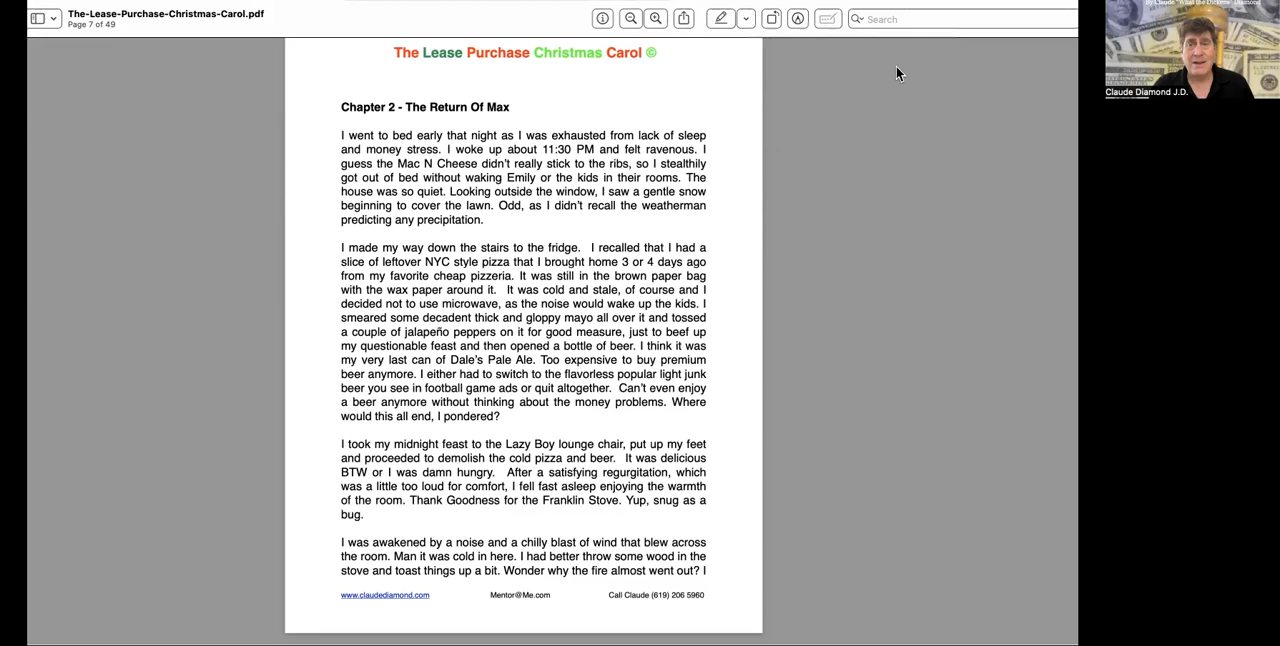 The-Lease-Purchase-Christmas-Carol.pdf
Page 7 of 49
Search
By Claude "What the Dickens" Diamond
Claude Diamond J.D.
The Lease Purchase Christmas Carol ©
Chapter 2 - The Return Of Max
I went to bed early that night as I was exhausted from lack of sleep
and money stress. I woke up about 11:30 PM and felt ravenous. I
guess the Mac N Cheese didn't really stick to the ribs, so I stealthily
got out of bed without waking Emily or the kids in their rooms. The
house was so quiet. Looking outside the window, I saw a gentle snow
beginning to cover the lawn. Odd, as I didn't recall the weatherman
predicting any precipitation.
I made my way down the stairs to the fridge. I recalled that I had a
slice of leftover NYC style pizza that I brought home 3 or 4 days ago
from my favorite cheap pizzeria. It was still in the brown paper bag
with the wax paper around it. It was cold and stale, of course and I
decided not to use microwave, as the noise would wake up the kids. I
smeared some decadent thick and gloppy mayo all over it and tossed
a couple of jalapeño peppers on it for good measure, just to beef up
my questionable feast and then opened a bottle of beer. I think it was
my very last can of Dale's Pale Ale. Too expensive to buy premium
beer anymore. I either had to switch to the flavorless popular light junk
beer you see in football game ads or quit altogether. Can't even enjoy
a beer anymore without thinking about the money problems. Where
would this all end, I pondered?
I took my midnight feast to the Lazy Boy lounge chair, put up my feet
and proceeded to demolish the cold pizza and beer. It was delicious
BTW or I was damn hungry. After a satisfying regurgitation, which
was a little too loud for comfort, I fell fast asleep enjoying the warmth
of the room. Thank Goodness for the Franklin Stove. Yup, snug as a
bug.
I was awakened by a noise and a chilly blast of wind that blew across
the room. Man it was cold in here. I had better throw some wood in the
stove and toast things up a bit. Wonder why the fire almost went out? I
www.claudediamond.com Mentor@Me.com Call Claude (619) 206 5960